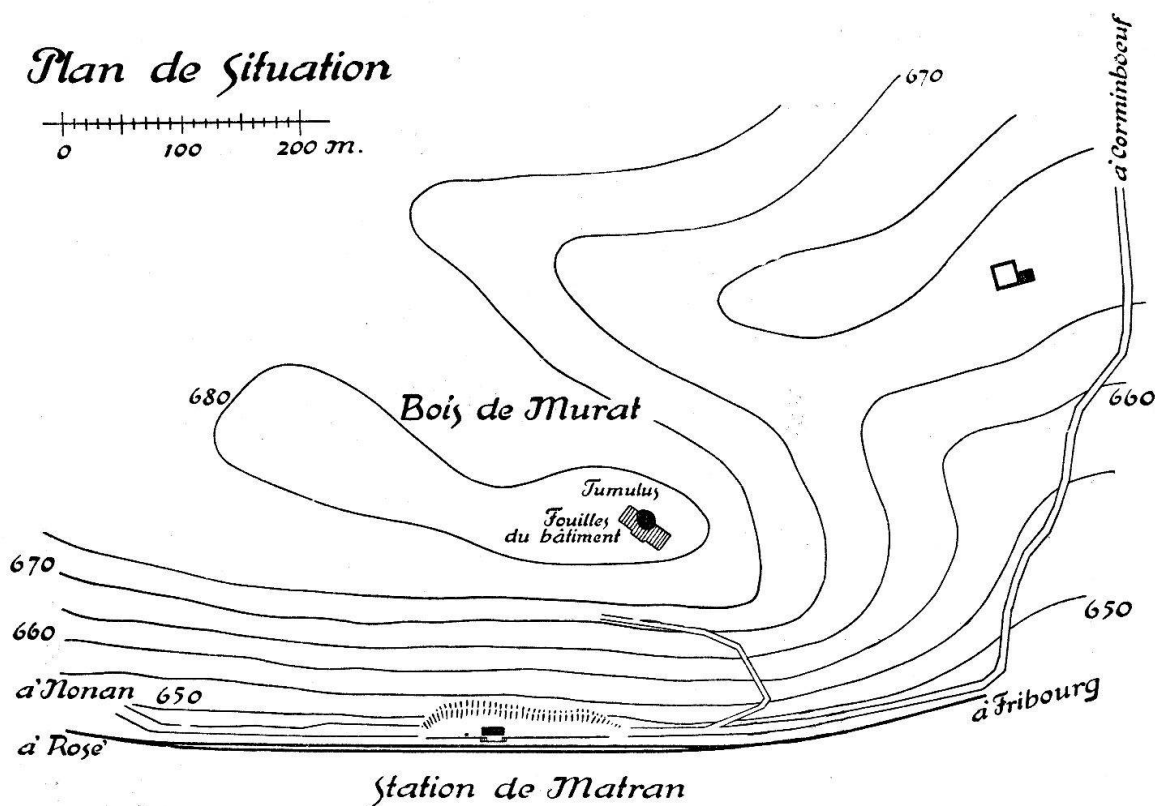 Plan de Situation
0 100 200 m.
670
à Corminboeuf
680
Bois de Murat
660
Tumulus
Fouilles
du bâtiment
670
660
650
à Nonan 650
à Fribourg
à Rosé
Station de Matran